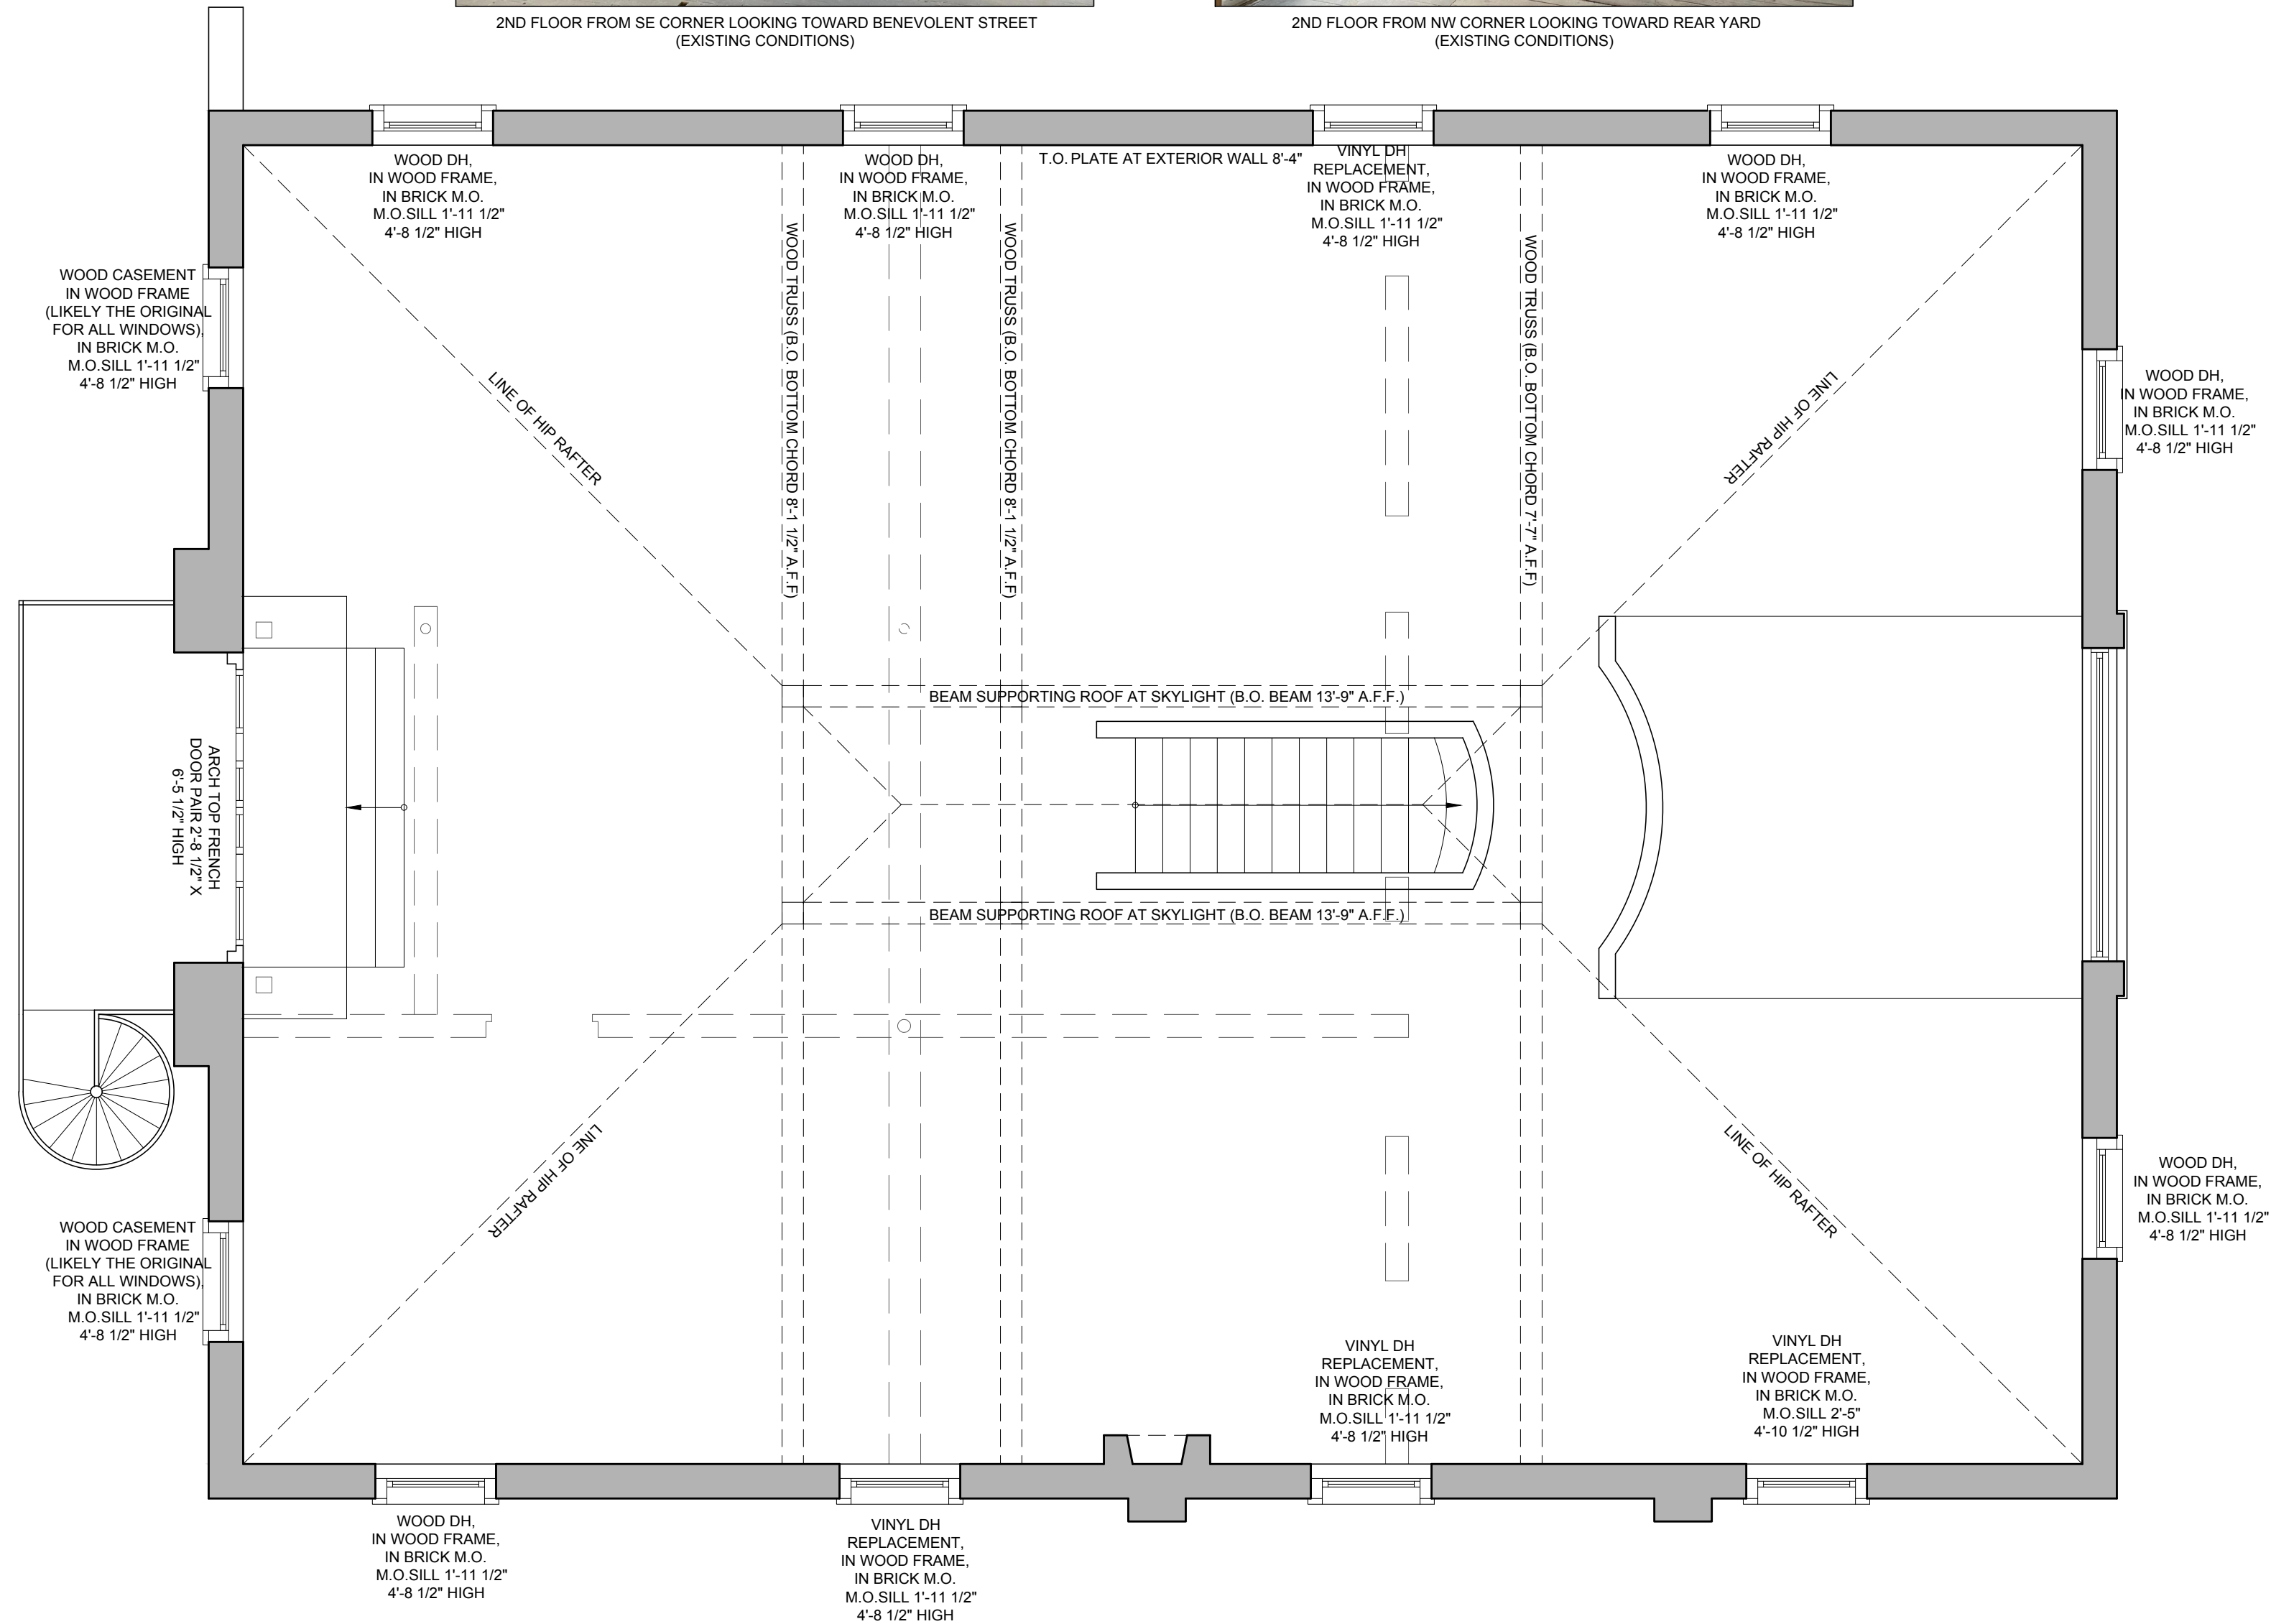 2ND FLOOR FROM SE CORNER LOOKING TOWARD BENEVOLENT STREET
(EXISTING CONDITIONS)
2ND FLOOR FROM NW CORNER LOOKING TOWARD REAR YARD
(EXISTING CONDITIONS)
WOOD DH,
IN WOOD FRAME,
IN BRICK M.O.
M.O.SILL 1'-11 1/2"
4'-8 1/2" HIGH
WOOD DH,
IN WOOD FRAME,
IN BRICK M.O.
M.O.SILL 1'-11 1/2"
4'-8 1/2" HIGH
T.O. PLATE AT EXTERIOR WALL 8'-4"
VINYL DH
REPLACEMENT,
IN WOOD FRAME,
IN BRICK M.O.
M.O.SILL 1'-11 1/2"
4'-8 1/2" HIGH
WOOD DH,
IN WOOD FRAME,
IN BRICK M.O.
M.O.SILL 1'-11 1/2"
4'-8 1/2" HIGH
WOOD CASEMENT
IN WOOD FRAME
(LIKELY THE ORIGINAL
FOR ALL WINDOWS),
IN BRICK M.O.
M.O.SILL 1'-11 1/2"
4'-8 1/2" HIGH
WOOD TRUSS (B.O. BOTTOM CHORD 8'-1 1/2" A.F.F)
WOOD TRUSS (B.O. BOTTOM CHORD 8'-1 1/2" A.F.F)
WOOD TRUSS (B.O. BOTTOM CHORD 7'-7" A.F.F)
LINE OF HIP RAFTER
LINE OF HIP RAFTER
WOOD DH,
IN WOOD FRAME,
IN BRICK M.O.
M.O.SILL 1'-11 1/2"
4'-8 1/2" HIGH
BEAM SUPPORTING ROOF AT SKYLIGHT (B.O. BEAM 13'-9" A.F.F.)
ARCH TOP FRENCH
DOOR PAIR 2'-8 1/2" X
6'-5 1/2" HIGH
BEAM SUPPORTING ROOF AT SKYLIGHT (B.O. BEAM 13'-9" A.F.F.)
LINE OF HIP RAFTER
LINE OF HIP RAFTER
WOOD CASEMENT
IN WOOD FRAME
(LIKELY THE ORIGINAL
FOR ALL WINDOWS),
IN BRICK M.O.
M.O.SILL 1'-11 1/2"
4'-8 1/2" HIGH
WOOD DH,
IN WOOD FRAME,
IN BRICK M.O.
M.O.SILL 1'-11 1/2"
4'-8 1/2" HIGH
VINYL DH
REPLACEMENT,
IN WOOD FRAME,
IN BRICK M.O.
M.O.SILL 1'-11 1/2"
4'-8 1/2" HIGH
VINYL DH
REPLACEMENT,
IN WOOD FRAME,
IN BRICK M.O.
M.O.SILL 2'-5"
4'-10 1/2" HIGH
WOOD DH,
IN WOOD FRAME,
IN BRICK M.O.
M.O.SILL 1'-11 1/2"
4'-8 1/2" HIGH
VINYL DH
REPLACEMENT,
IN WOOD FRAME,
IN BRICK M.O.
M.O.SILL 1'-11 1/2"
4'-8 1/2" HIGH